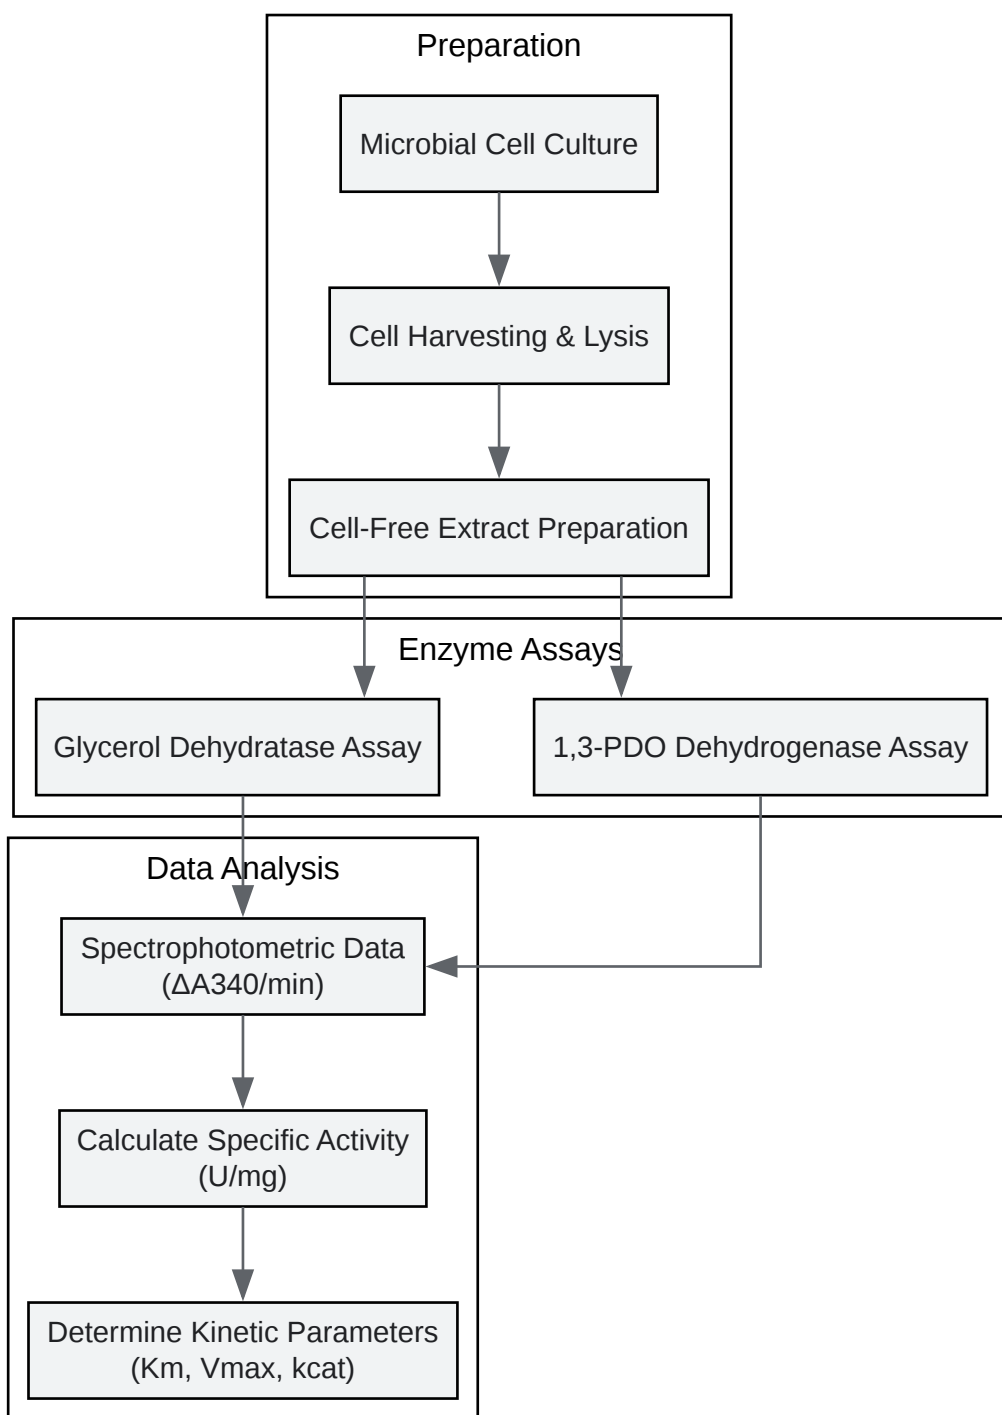 Preparation
Microbial Cell Culture
Cell Harvesting & Lysis
Cell-Free Extract Preparation
Enzyme Assays
Glycerol Dehydratase Assay
1,3-PDO Dehydrogenase Assay
Data Analysis
Spectrophotometric Data
(ΔA340/min)
Calculate Specific Activity
(U/mg)
Determine Kinetic Parameters
(Km, Vmax, kcat)